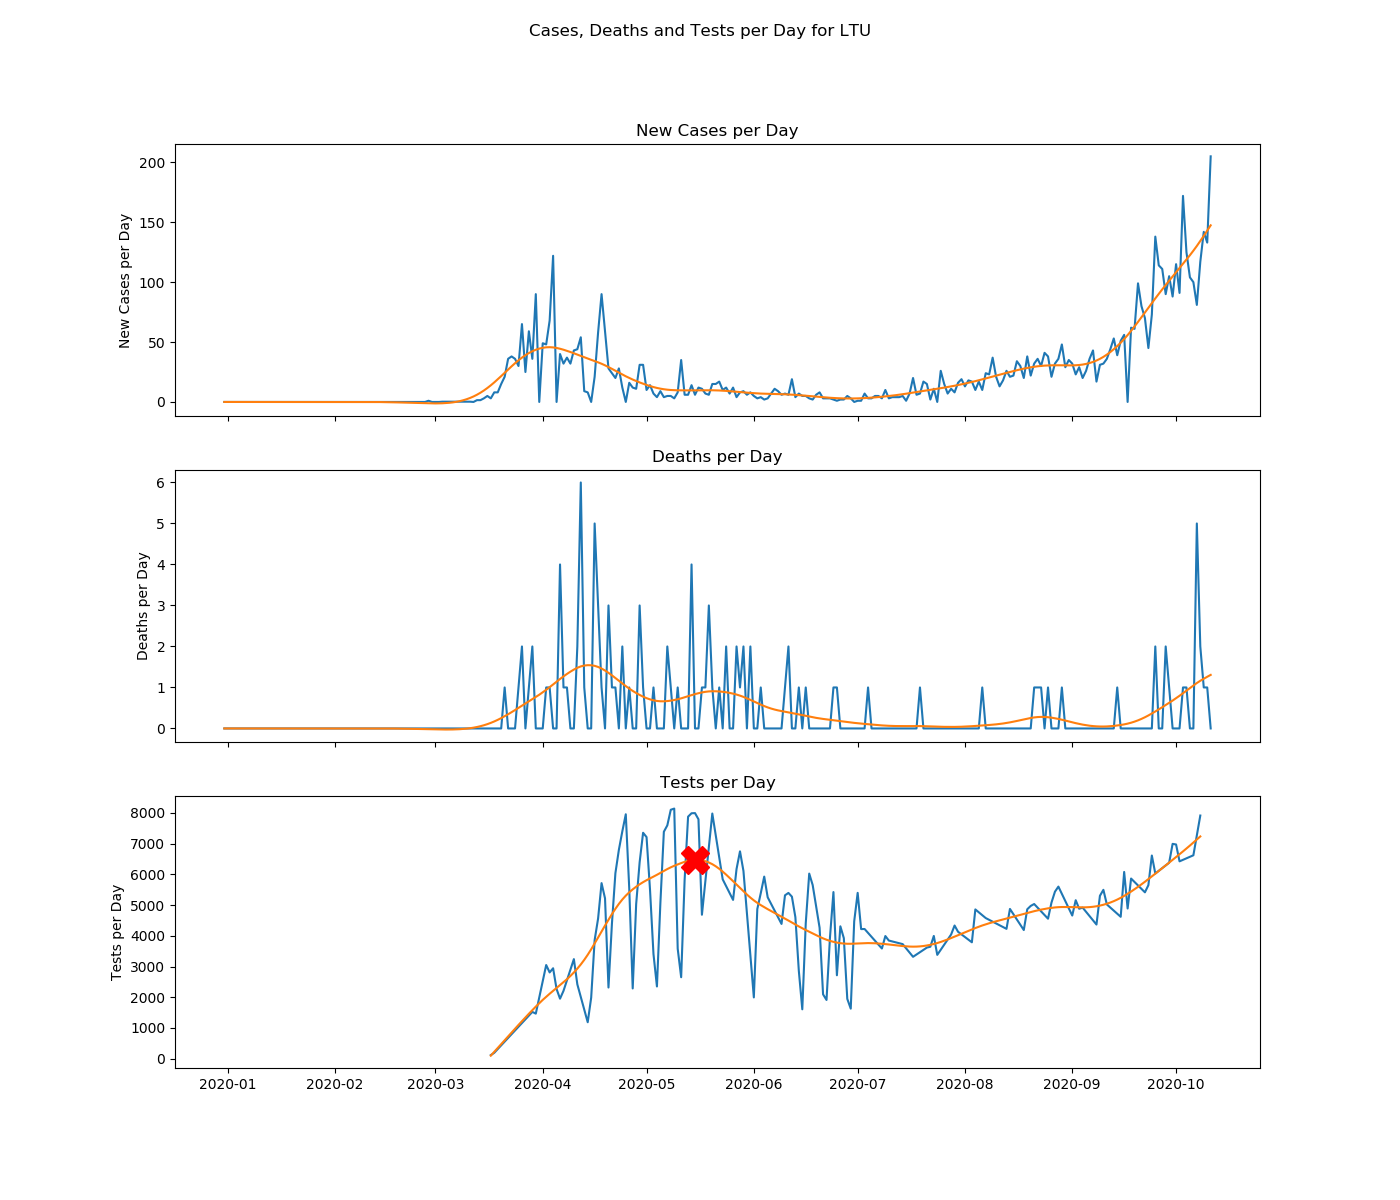 Cases, Deaths and Tests per Day for LTU
New Cases per Day
New Cases per Day
200
150
100
50
0
Deaths per Day
Deaths per Day
6
5
4
3
2
1
0
Tests per Day
Tests per Day
8000
7000
6000
5000
4000
3000
2000
1000
0
2020-01 2020-02 2020-03 2020-04 2020-05 2020-06 2020-07 2020-08 2020-09 2020-10